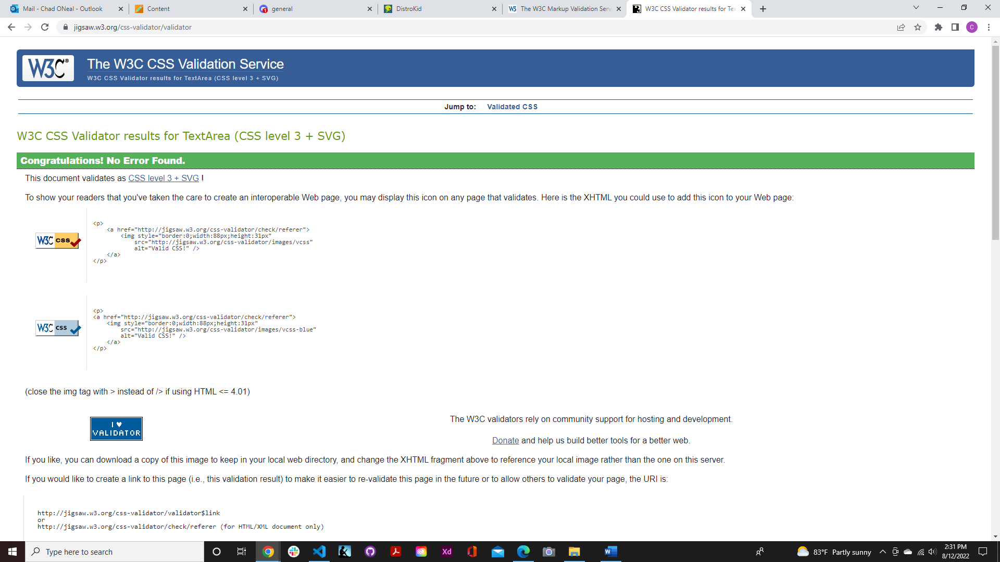 Mail - Chad ONeal - Outlook
Content
general
DistroKid
The W3C Markup Validation Serv
W3C CSS Validator results for Tex
jigsaw.w3.org/css-validator/validator
C
W3C®
The W3C CSS Validation Service
W3C CSS Validator results for TextArea (CSS level 3 + SVG)
Jump to: Validated CSS
W3C CSS Validator results for TextArea (CSS level 3 + SVG)
Congratulations! No Error Found.
This document validates as CSS level 3 + SVG !
To show your readers that you've taken the care to create an interoperable Web page, you may display this icon on any page that validates. Here is the XHTML you could use to add this icon to your Web page:
W3C css
<p>
<a href="http://jigsaw.w3.org/css-validator/check/referer">
<img style="border:0;width:88px;height:31px"
src="http://jigsaw.w3.org/css-validator/images/vcss"
alt="Valid CSS!" />
</a>
</p>
W3C css
<p>
<a href="http://jigsaw.w3.org/css-validator/check/referer">
<img style="border:0;width:88px;height:31px"
src="http://jigsaw.w3.org/css-validator/images/vcss-blue"
alt="Valid CSS!" />
</a>
</p>
(close the img tag with > instead of /> if using HTML <= 4.01)
I ♥
VALIDATOR
The W3C validators rely on community support for hosting and development.
Donate and help us build better tools for a better web.
If you like, you can download a copy of this image to keep in your local web directory, and change the XHTML fragment above to reference your local image rather than the one on this server.
If you would like to create a link to this page (i.e., this validation result) to make it easier to re-validate this page in the future or to allow others to validate your page, the URI is:
http://jigsaw.w3.org/css-validator/validator$link
or
http://jigsaw.w3.org/css-validator/check/referer (for HTML/XML document only)
Type here to search
Xd
83°F Partly sunny
2:31 PM
8/12/2022